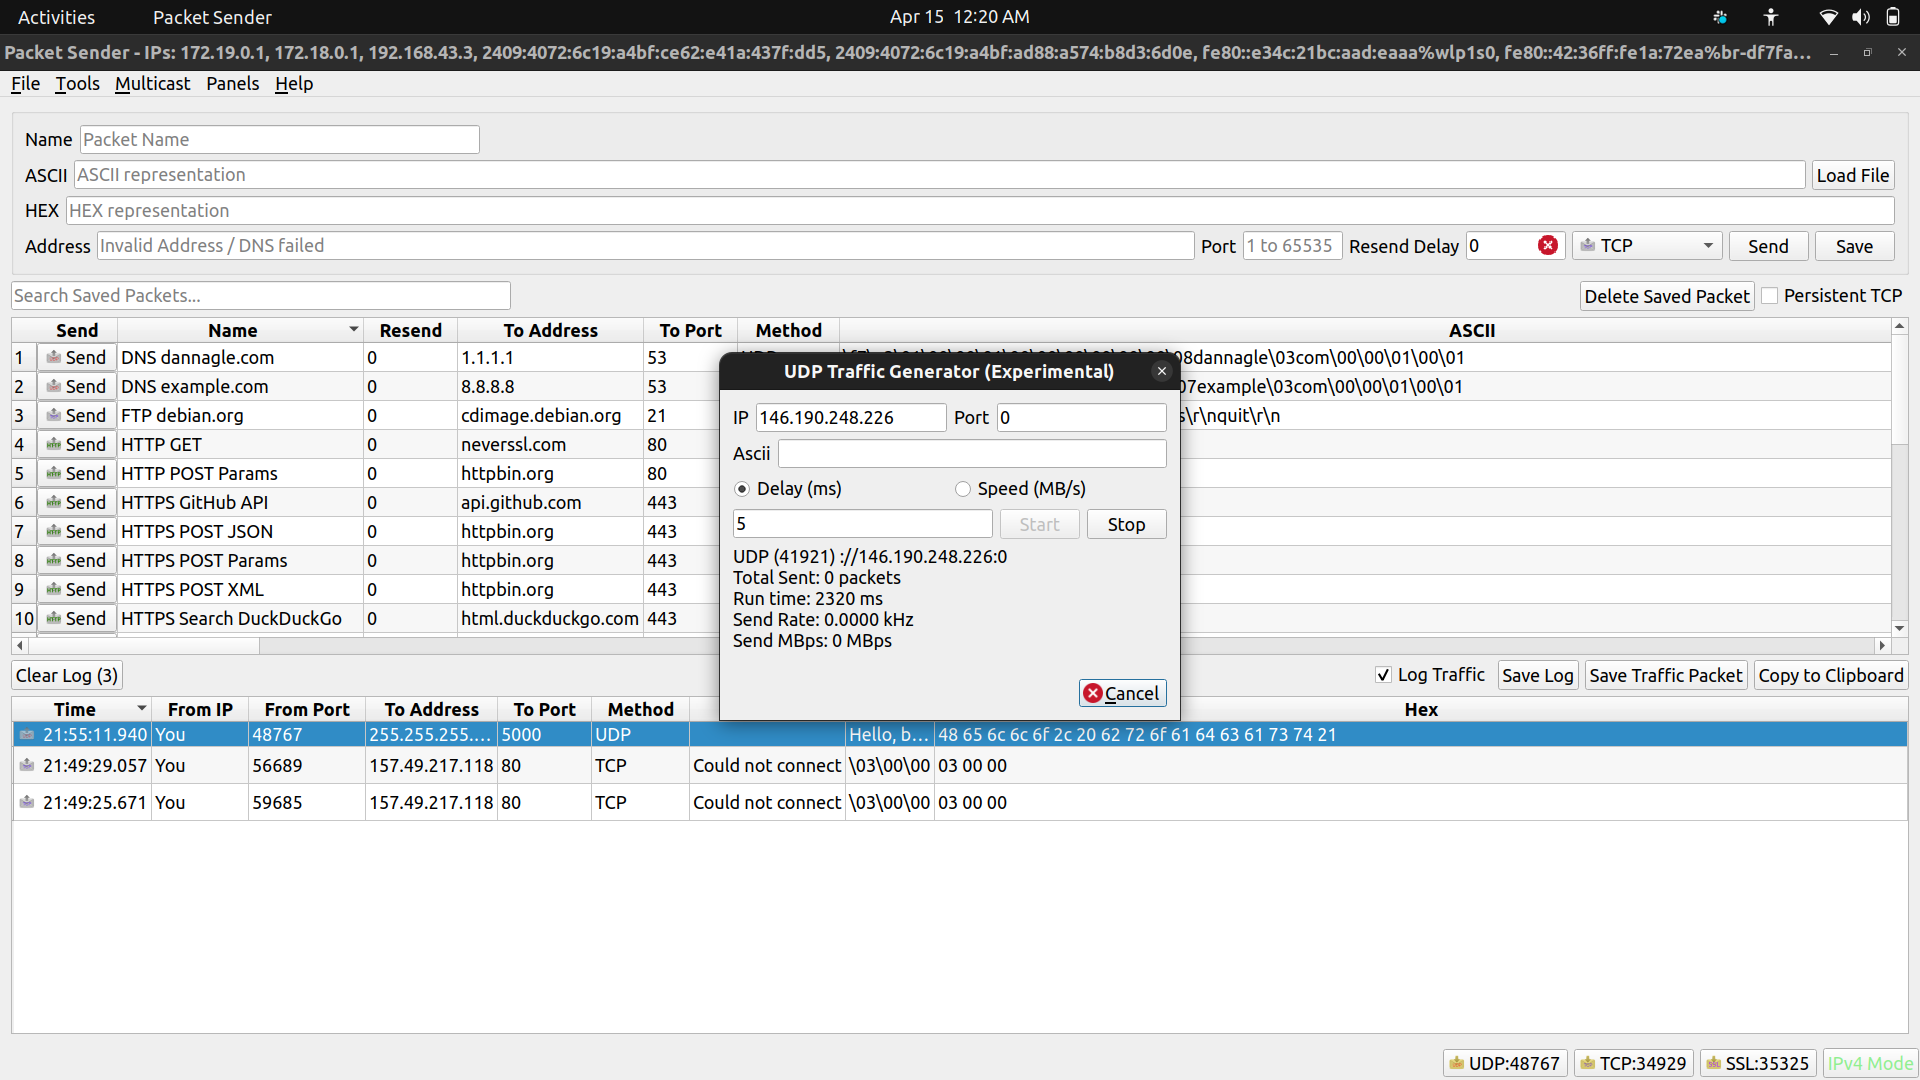 Activities Packet Sender Apr 15 12:20 AM
Packet Sender - IPs: 172.19.0.1, 172.18.0.1, 192.168.43.3, 2409:4072:6c19:a4bf:ce62:e41a:437f:dd5, 2409:4072:6c19:a4bf:ad88:a574:b8d3:6d0e, fe80::e34c:21bc:aad:eaaa%wlp1s0, fe80::42:36ff:fe1a:72ea%br-df7fa...
File Tools Multicast Panels Help
Name Packet Name
ASCII ASCII representation Load File
HEX HEX representation
Address Invalid Address / DNS failed Port 1 to 65535 Resend Delay 0 TCP Send Save
Search Saved Packets... Delete Saved Packet Persistent TCP
Send Name Resend To Address To Port Method ASCII
1 Send DNS dannagle.com 0 1.1.1.1 53 08dannagle\03com\00\00\01\00\01
2 Send DNS example.com 0 8.8.8.8 53 07example\03com\00\00\01\00\01
3 Send FTP debian.org 0 cdimage.debian.org 21 s\r\nquit\r\n
4 Send HTTP GET 0 neverssl.com 80
5 Send HTTP POST Params 0 httpbin.org 80
6 Send HTTPS GitHub API 0 api.github.com 443
7 Send HTTPS POST JSON 0 httpbin.org 443
8 Send HTTPS POST Params 0 httpbin.org 443
9 Send HTTPS POST XML 0 httpbin.org 443
10 Send HTTPS Search DuckDuckGo 0 html.duckduckgo.com 443
UDP Traffic Generator (Experimental)
IP 146.190.248.226 Port 0
Ascii
Delay (ms) Speed (MB/s)
5 Start Stop
UDP (41921) ://146.190.248.226:0
Total Sent: 0 packets
Run time: 2320 ms
Send Rate: 0.0000 kHz
Send MBps: 0 MBps
Cancel
Clear Log (3) Log Traffic Save Log Save Traffic Packet Copy to Clipboard
Time From IP From Port To Address To Port Method Hex
21:55:11.940 You 48767 255.255.255.... 5000 UDP Hello, b... 48 65 6c 6c 6f 2c 20 62 72 6f 61 64 63 61 73 74 21
21:49:29.057 You 56689 157.49.217.118 80 TCP Could not connect \03\00\00 03 00 00
21:49:25.671 You 59685 157.49.217.118 80 TCP Could not connect \03\00\00 03 00 00
UDP:48767 TCP:34929 SSL:35325 IPv4 Mode